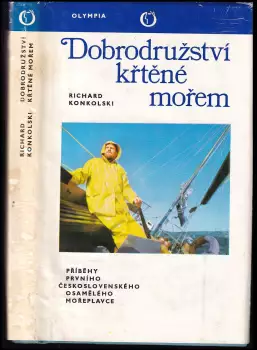 OLYMPIA
Dobrodružství
křtěné
mořem
RICHARD
KONKOLSKI
PŘÍBĚHY
PRVNÍHO
ČESKOSLOVENSKÉHO
OSAMĚLÉHO
MOŘEPLAVCE
RICHARD
KONKOLSKI
DOBRODRUŽSTVÍ
KŘTĚNÉ MOŘEM